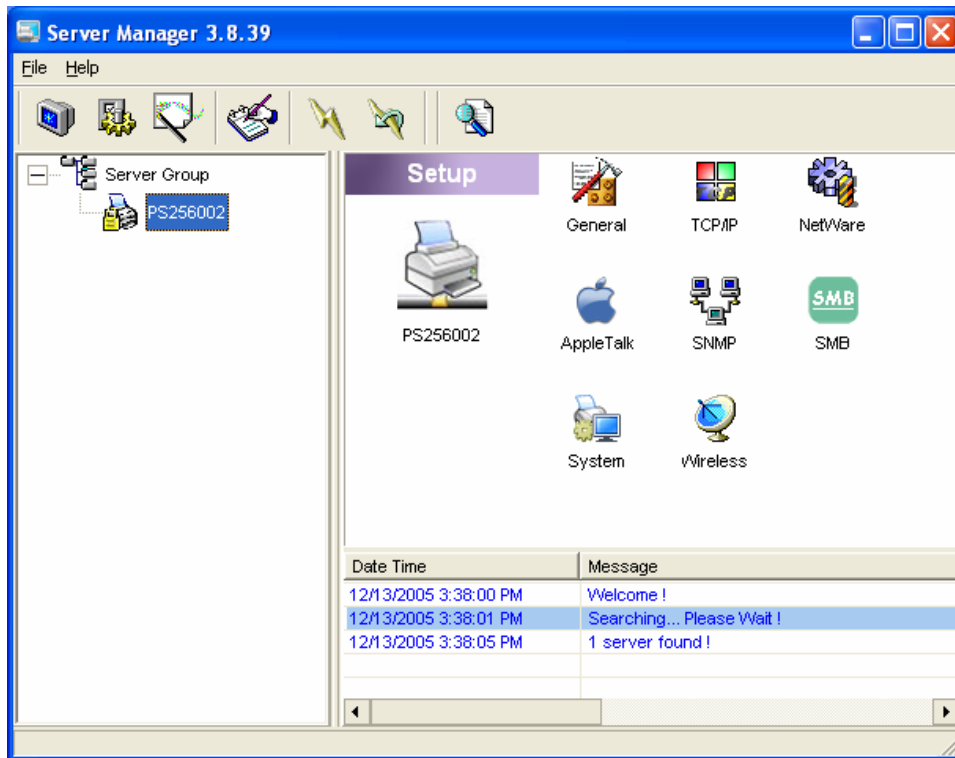 Server Manager 3.8.39
File Help
Server Group
PS256002
Setup
PS256002
General
TCP/IP
NetWare
AppleTalk
SNMP
SMB
SMB
System
Wireless
Date Time Message
12/13/2005 3:38:00 PM Welcome !
12/13/2005 3:38:01 PM Searching... Please Wait !
12/13/2005 3:38:05 PM 1 server found !